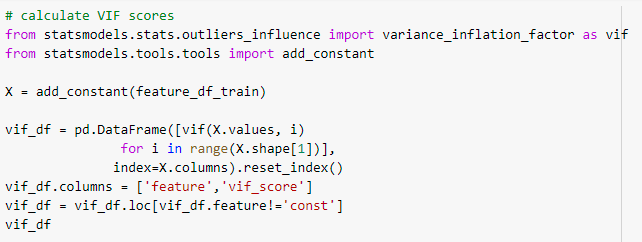 # calculate VIF scores
from statsmodels.stats.outliers_influence import variance_inflation_factor as vif
from statsmodels.tools.tools import add_constant
X = add_constant(feature_df_train)
vif_df = pd.DataFrame([vif(X.values, i)
for i in range(X.shape[1])],
index=X.columns).reset_index()
vif_df.columns = ['feature','vif_score']
vif_df = vif_df.loc[vif_df.feature!='const']
vif_df